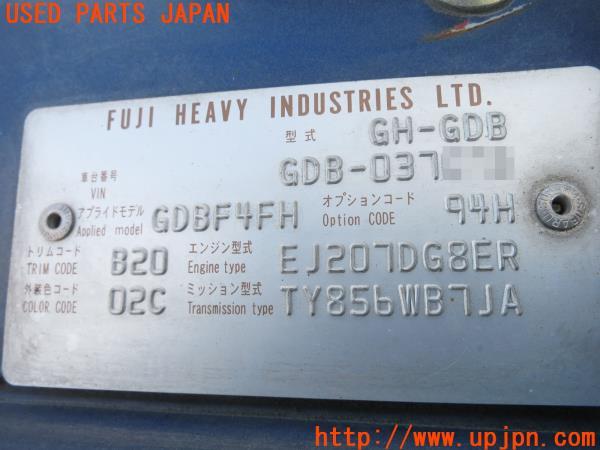 USED PARTS JAPAN
FUJI HEAVY INDUSTRIES LTD.
型式 GH-GDB
車台番号 VIN GDB-037
アプライドモデル Applied model GDBF4FH オプションコード Option CODE 94H
トリムコード TRIM CODE B20 エンジン型式 Engine type EJ207DG8ER
外装色コード COLOR CODE 02C ミッション型式 Transmission type TY856WB7JA
http://www.upjpn.com/